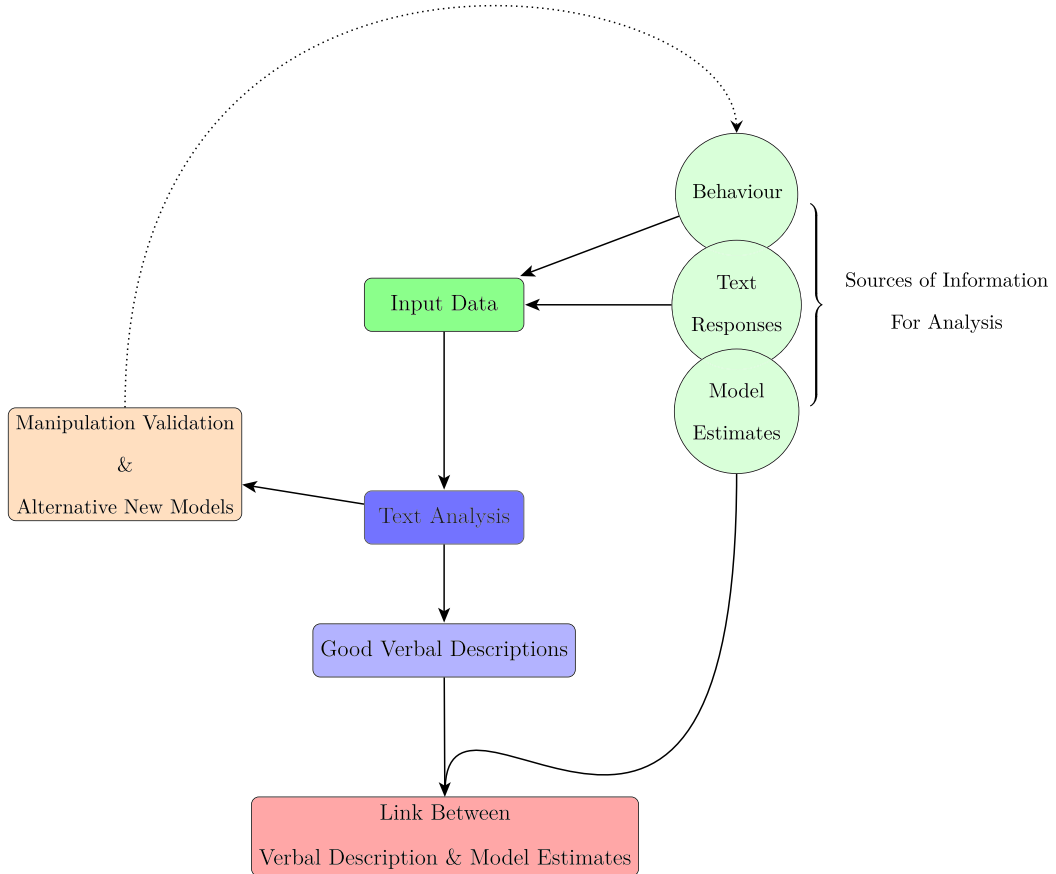 Behaviour
Text
Responses
Model
Estimates
Sources of Information
For Analysis
Input Data
Manipulation Validation
&
Alternative New Models
Text Analysis
Good Verbal Descriptions
Link Between
Verbal Description & Model Estimates